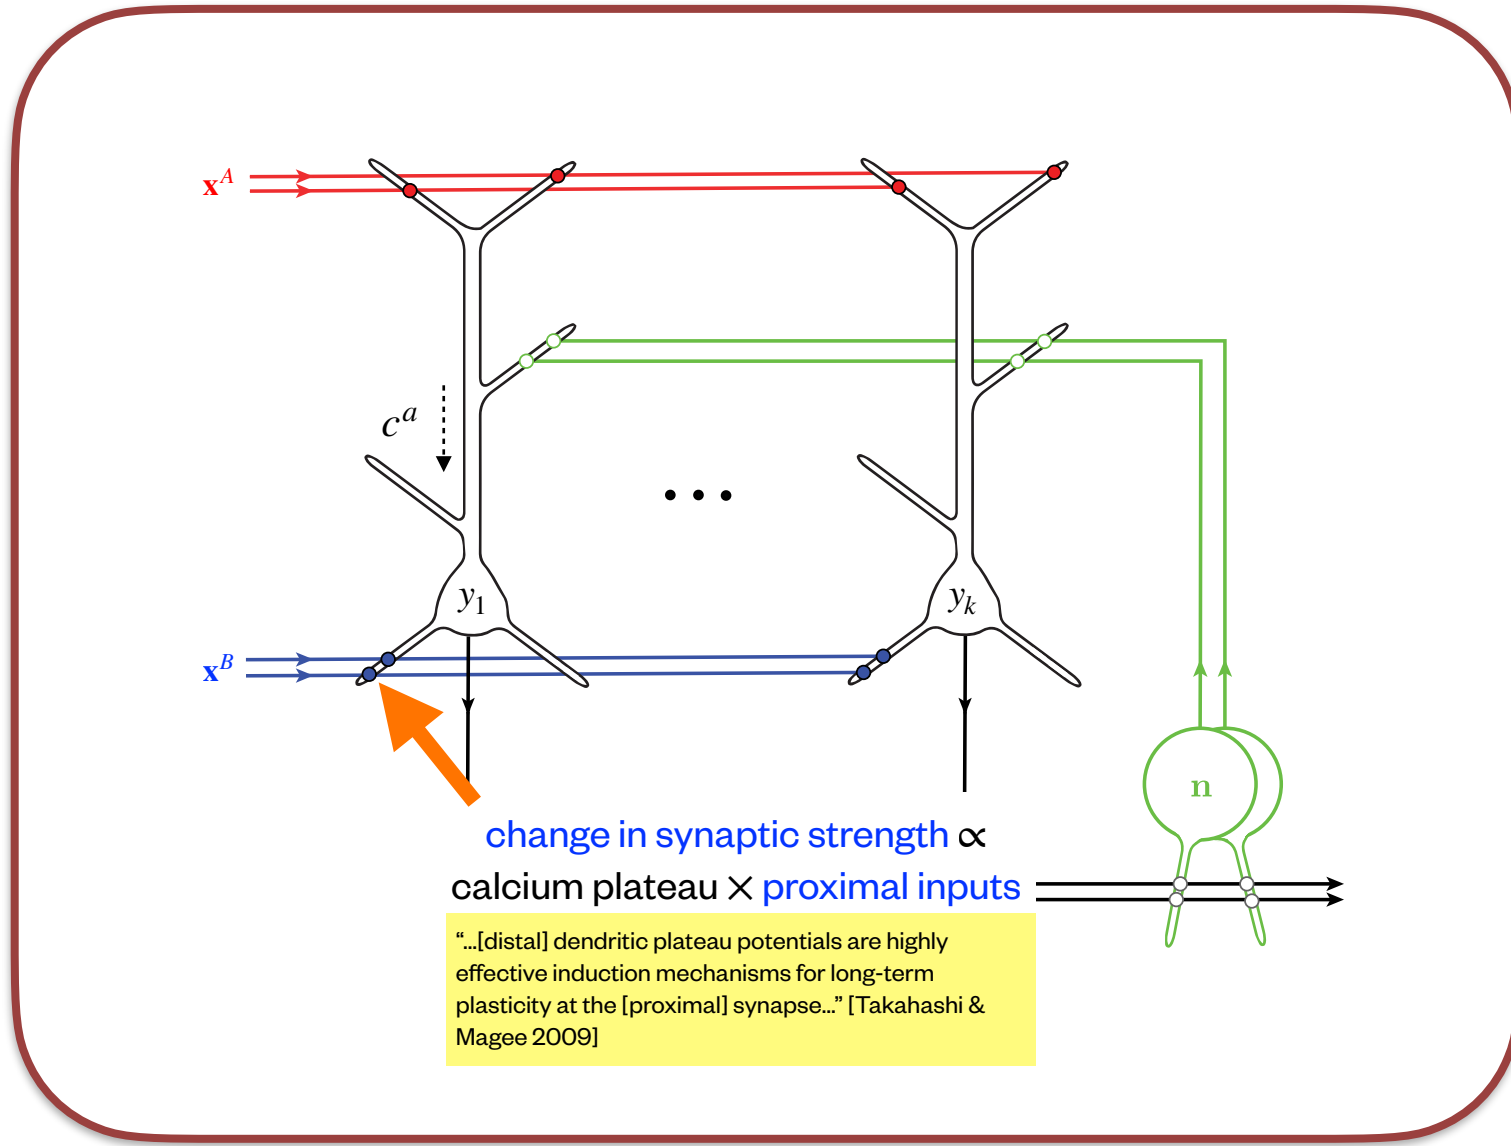 x^A
c^a
...
y_1
y_k
x^B
n
change in synaptic strength ∝
calcium plateau × proximal inputs
“...[distal] dendritic plateau potentials are highly
effective induction mechanisms for long-term
plasticity at the [proximal] synapse...” [Takahashi &
Magee 2009]